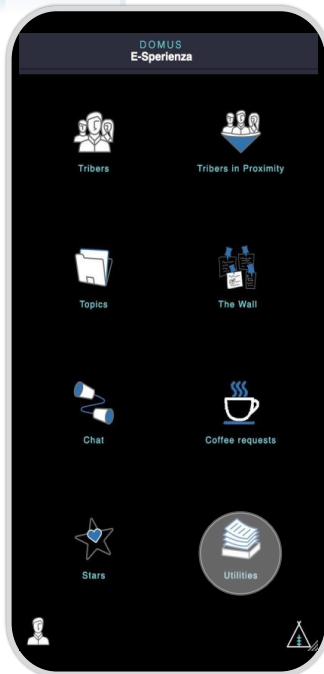 DOMUS
E-Sperienza
Tribers
Tribers in Proximity
Topics
The Wall
Chat
Coffee requests
Stars
Utilities